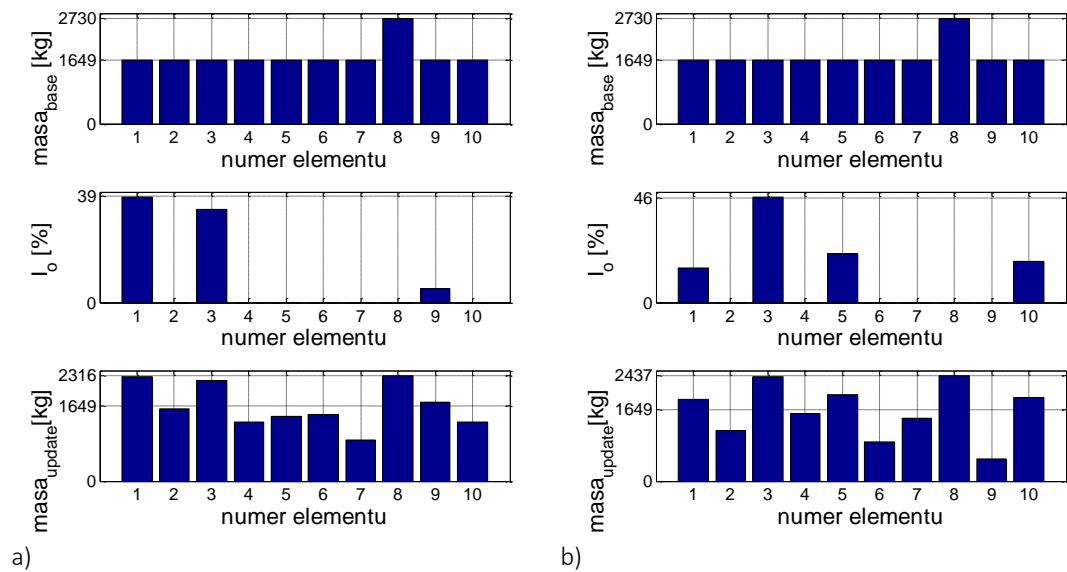 2730
1649
0
masa_base [kg]
1 2 3 4 5 6 7 8 9 10
numer elementu
39
0
I_o [%]
1 2 3 4 5 6 7 8 9 10
numer elementu
2316
1649
0
masa_update [kg]
1 2 3 4 5 6 7 8 9 10
numer elementu
a)
2730
1649
0
masa_base [kg]
1 2 3 4 5 6 7 8 9 10
numer elementu
46
0
I_o [%]
1 2 3 4 5 6 7 8 9 10
numer elementu
2437
1649
0
masa_update [kg]
1 2 3 4 5 6 7 8 9 10
numer elementu
b)